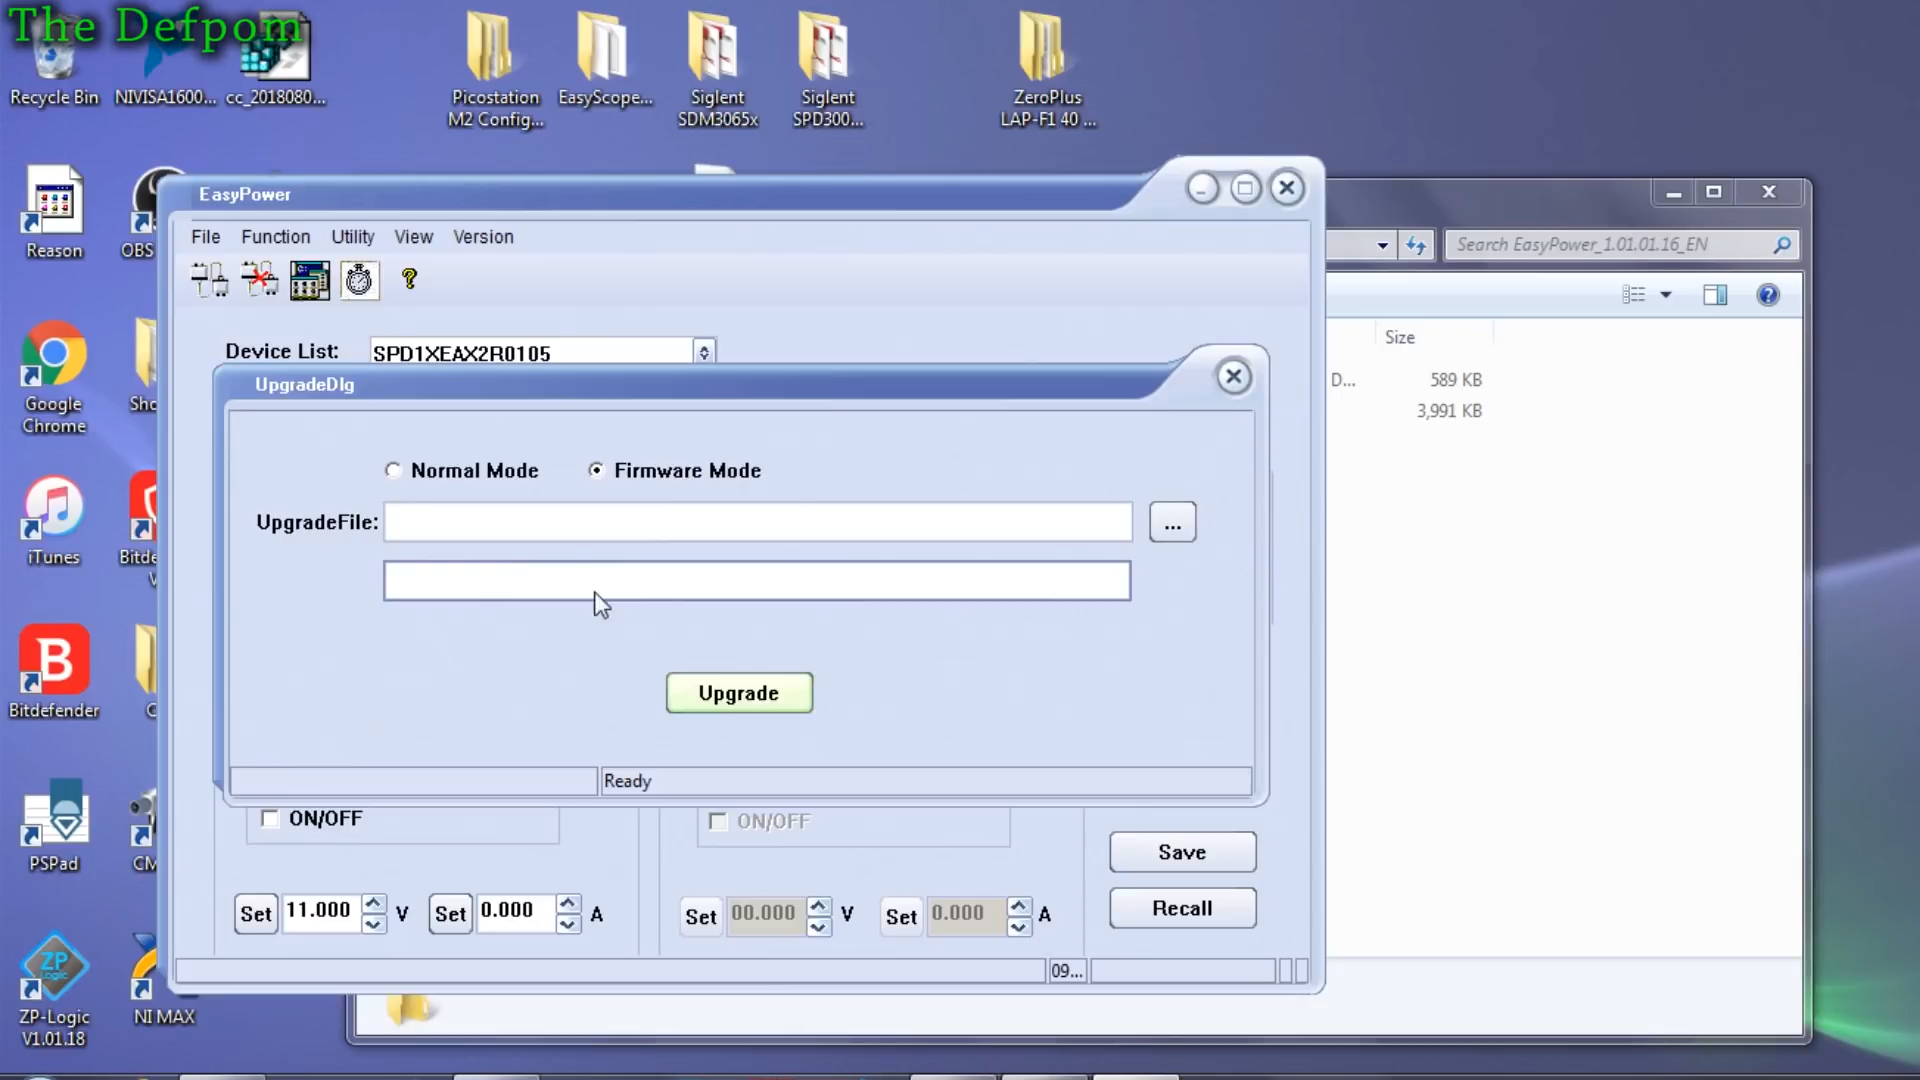 The Defpom
Recycle Bin
NIVISA1600...
cc_2018080...
Picostation
M2 Config...
EasyScope...
Siglent
SDM3065x
Siglent
SPD300...
ZeroPlus
LAP-F1 40 ...
Reason
OBS
Google
Chrome
Sho
iTunes
Bitde
V
Bitdefender
C
PSPad
CM
ZP-Logic
V1.01.18
NI MAX
EasyPower
File
Function
Utility
View
Version
Device List:
SPD1XEAX2R0105
UpgradeDlg
Normal Mode
Firmware Mode
UpgradeFile:
...
Upgrade
Ready
ON/OFF
ON/OFF
Save
Recall
Set
11.000
V
Set
0.000
A
Set
00.000
V
Set
0.000
A
09...
Search EasyPower_1.01.01.16_EN
Size
D...
589 KB
3,991 KB